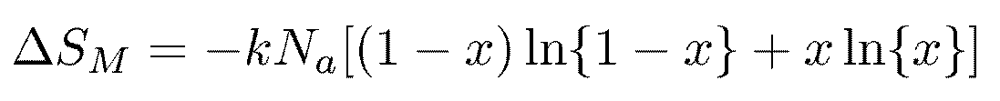 ΔS_M = −kN_a[(1 − x) ln{1 − x} + x ln{x}]